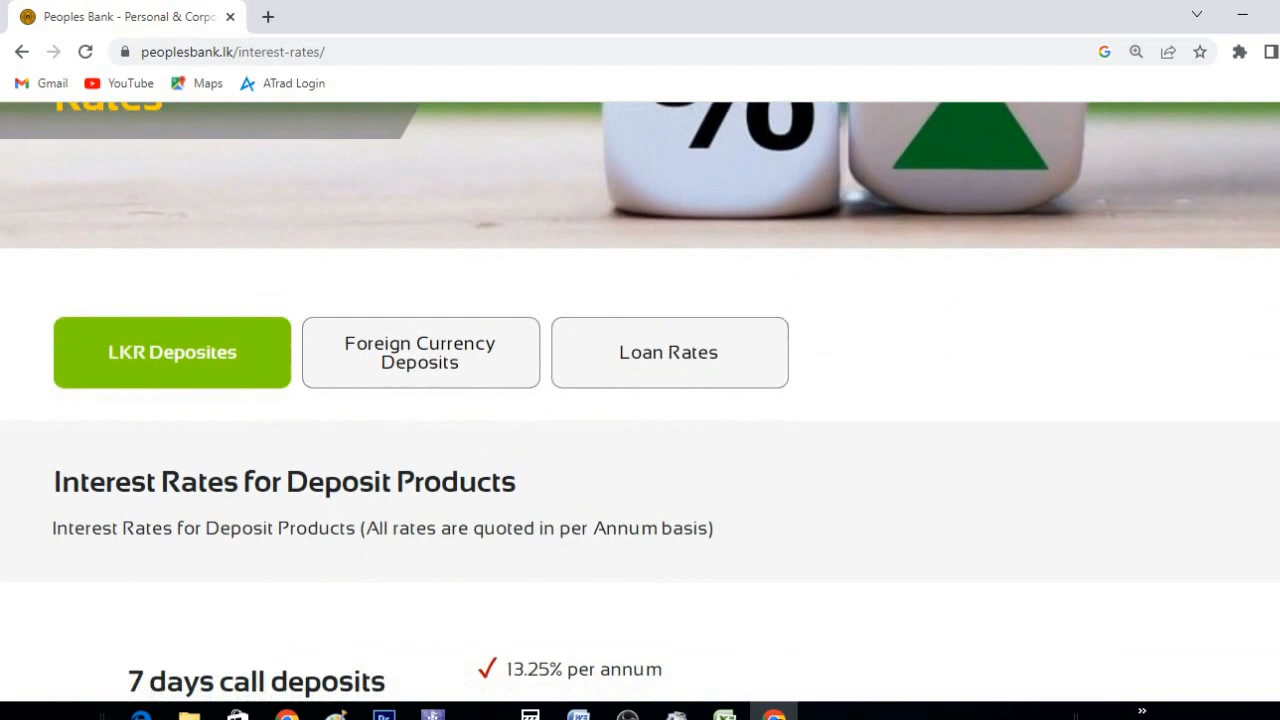 Peoples Bank - Personal & Corpo
peoplesbank.lk/interest-rates/
Gmail
YouTube
Maps
ATrad Login
Rates
%
LKR Deposites
Foreign Currency
Deposits
Loan Rates
Interest Rates for Deposit Products
Interest Rates for Deposit Products (All rates are quoted in per Annum basis)
13.25% per annum
7 days call deposits